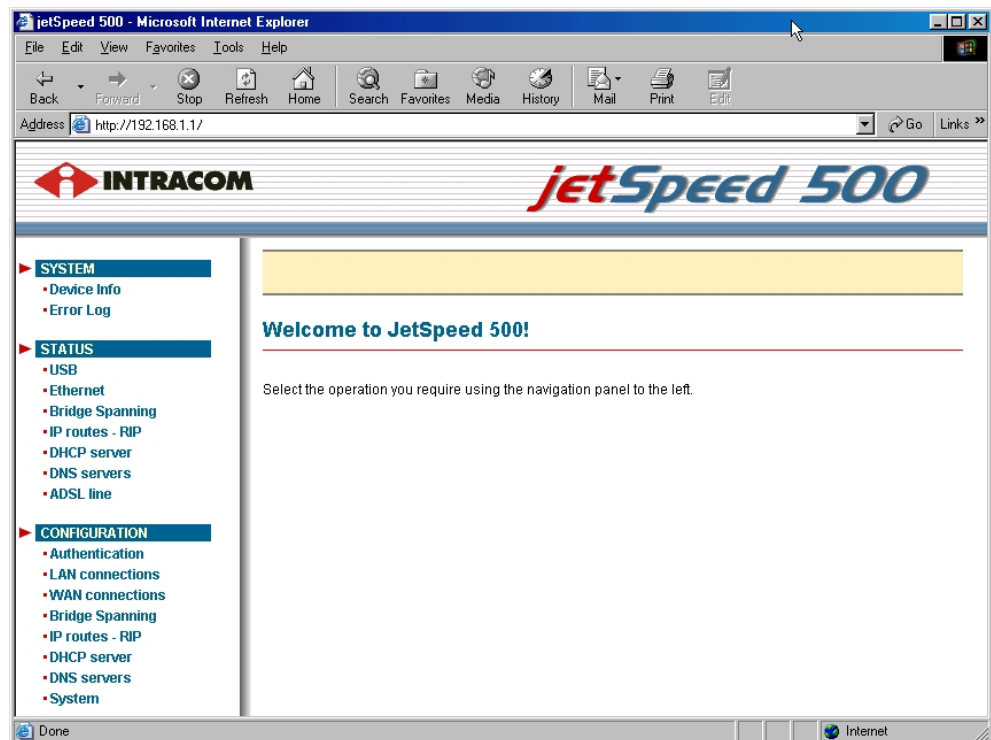 jetSpeed 500 - Microsoft Internet Explorer
File Edit View Favorites Tools Help
Back Forward Stop Refresh Home Search Favorites Media History Mail Print Edit
Address http://192.168.1.1/ Go Links »
INTRACOM
jetSpeed 500
SYSTEM
Device Info
Error Log
STATUS
USB
Ethernet
Bridge Spanning
IP routes - RIP
DHCP server
DNS servers
ADSL line
CONFIGURATION
Authentication
LAN connections
WAN connections
Bridge Spanning
IP routes - RIP
DHCP server
DNS servers
System
Welcome to JetSpeed 500!
Select the operation you require using the navigation panel to the left.
Done
Internet